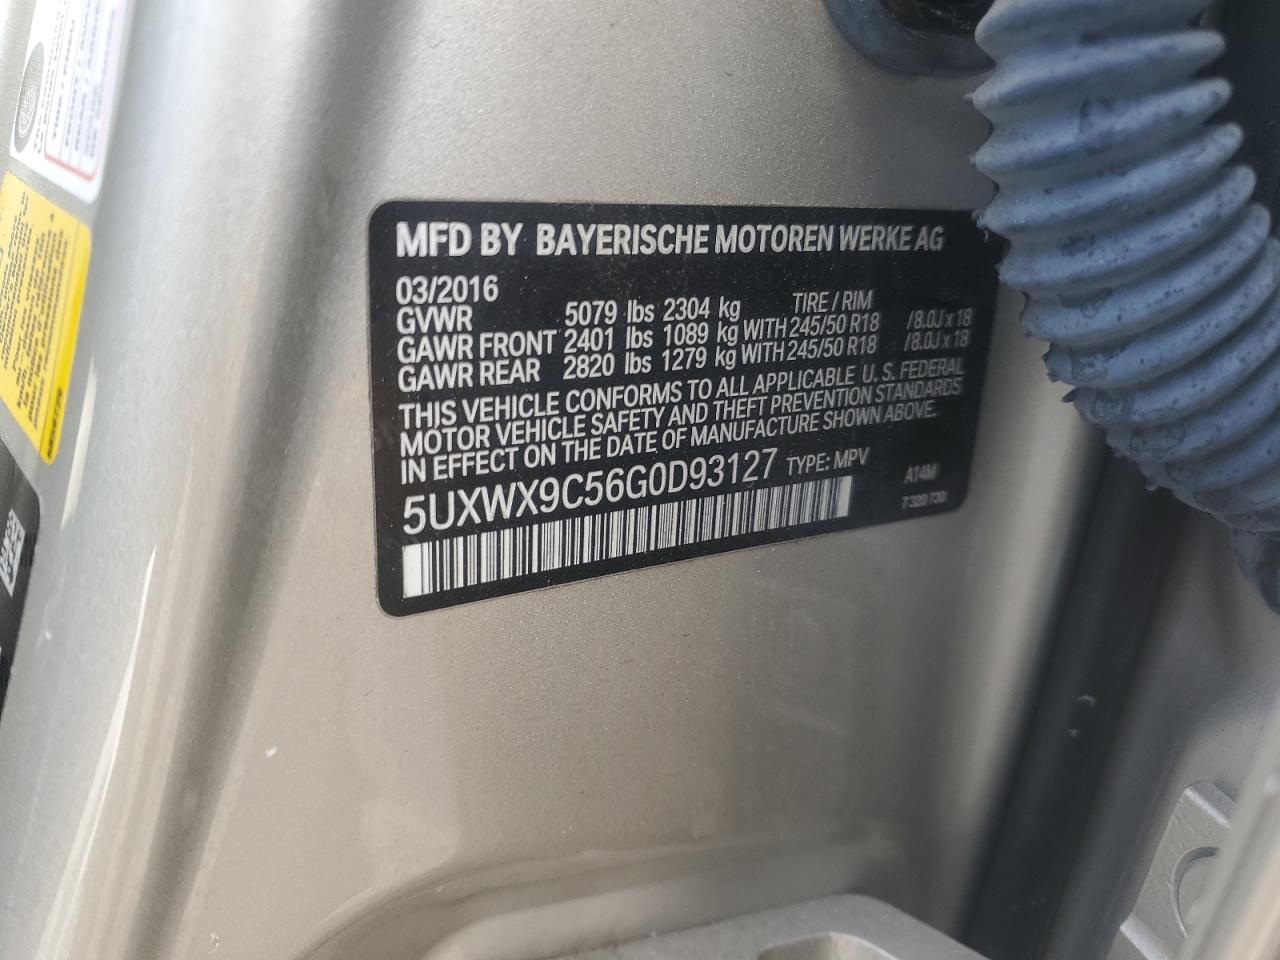 MFD BY BAYERISCHE MOTOREN WERKE AG
03/2016
TIRE / RIM
GVWR 5079 lbs 2304 kg
GAWR FRONT 2401 lbs 1089 kg WITH 245/50 R18 /8.0J x 18
GAWR REAR 2820 lbs 1279 kg WITH 245/50 R18 /8.0J x 18
THIS VEHICLE CONFORMS TO ALL APPLICABLE U. S. FEDERAL
MOTOR VEHICLE SAFETY AND THEFT PREVENTION STANDARDS
IN EFFECT ON THE DATE OF MANUFACTURE SHOWN ABOVE.
5UXWX9C56G0D93127 TYPE: MPV
A14M
7 320 730